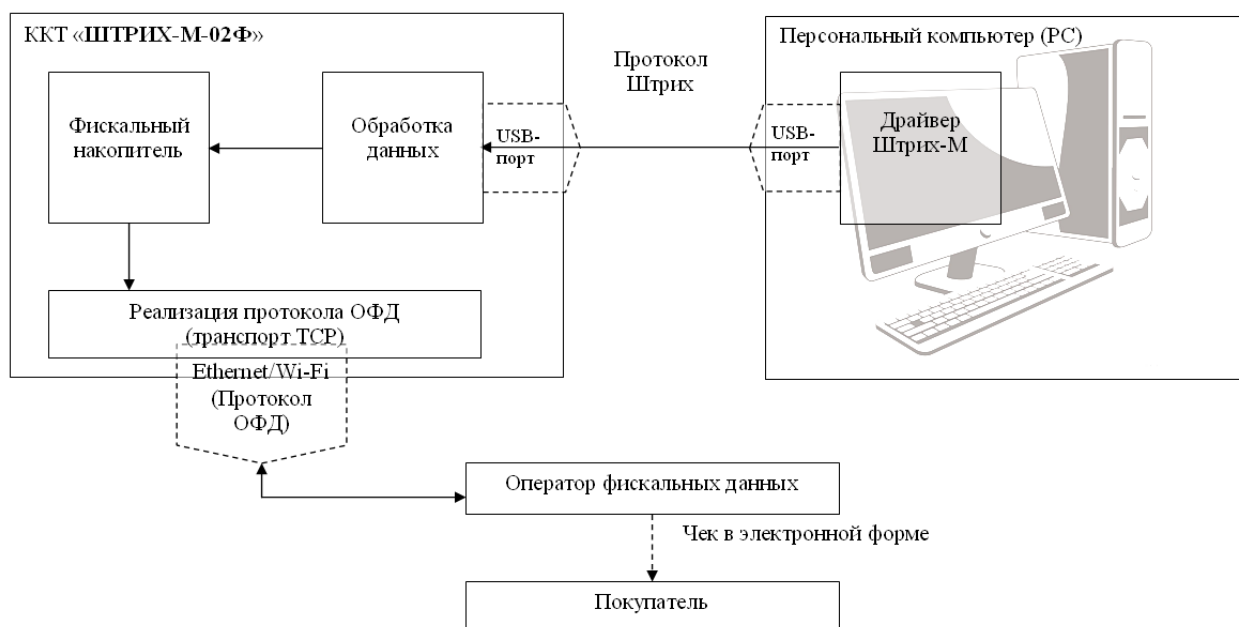 ККТ «ШТРИХ-М-02Ф»
Фискальный
накопитель
Обработка
данных
USB-
порт
Протокол
Штрих
Персональный компьютер (PC)
USB-
порт
Драйвер
Штрих-М
Реализация протокола ОФД
(транспорт TCP)
Ethernet/Wi-Fi
(Протокол
ОФД)
Оператор фискальных данных
Чек в электронной форме
Покупатель